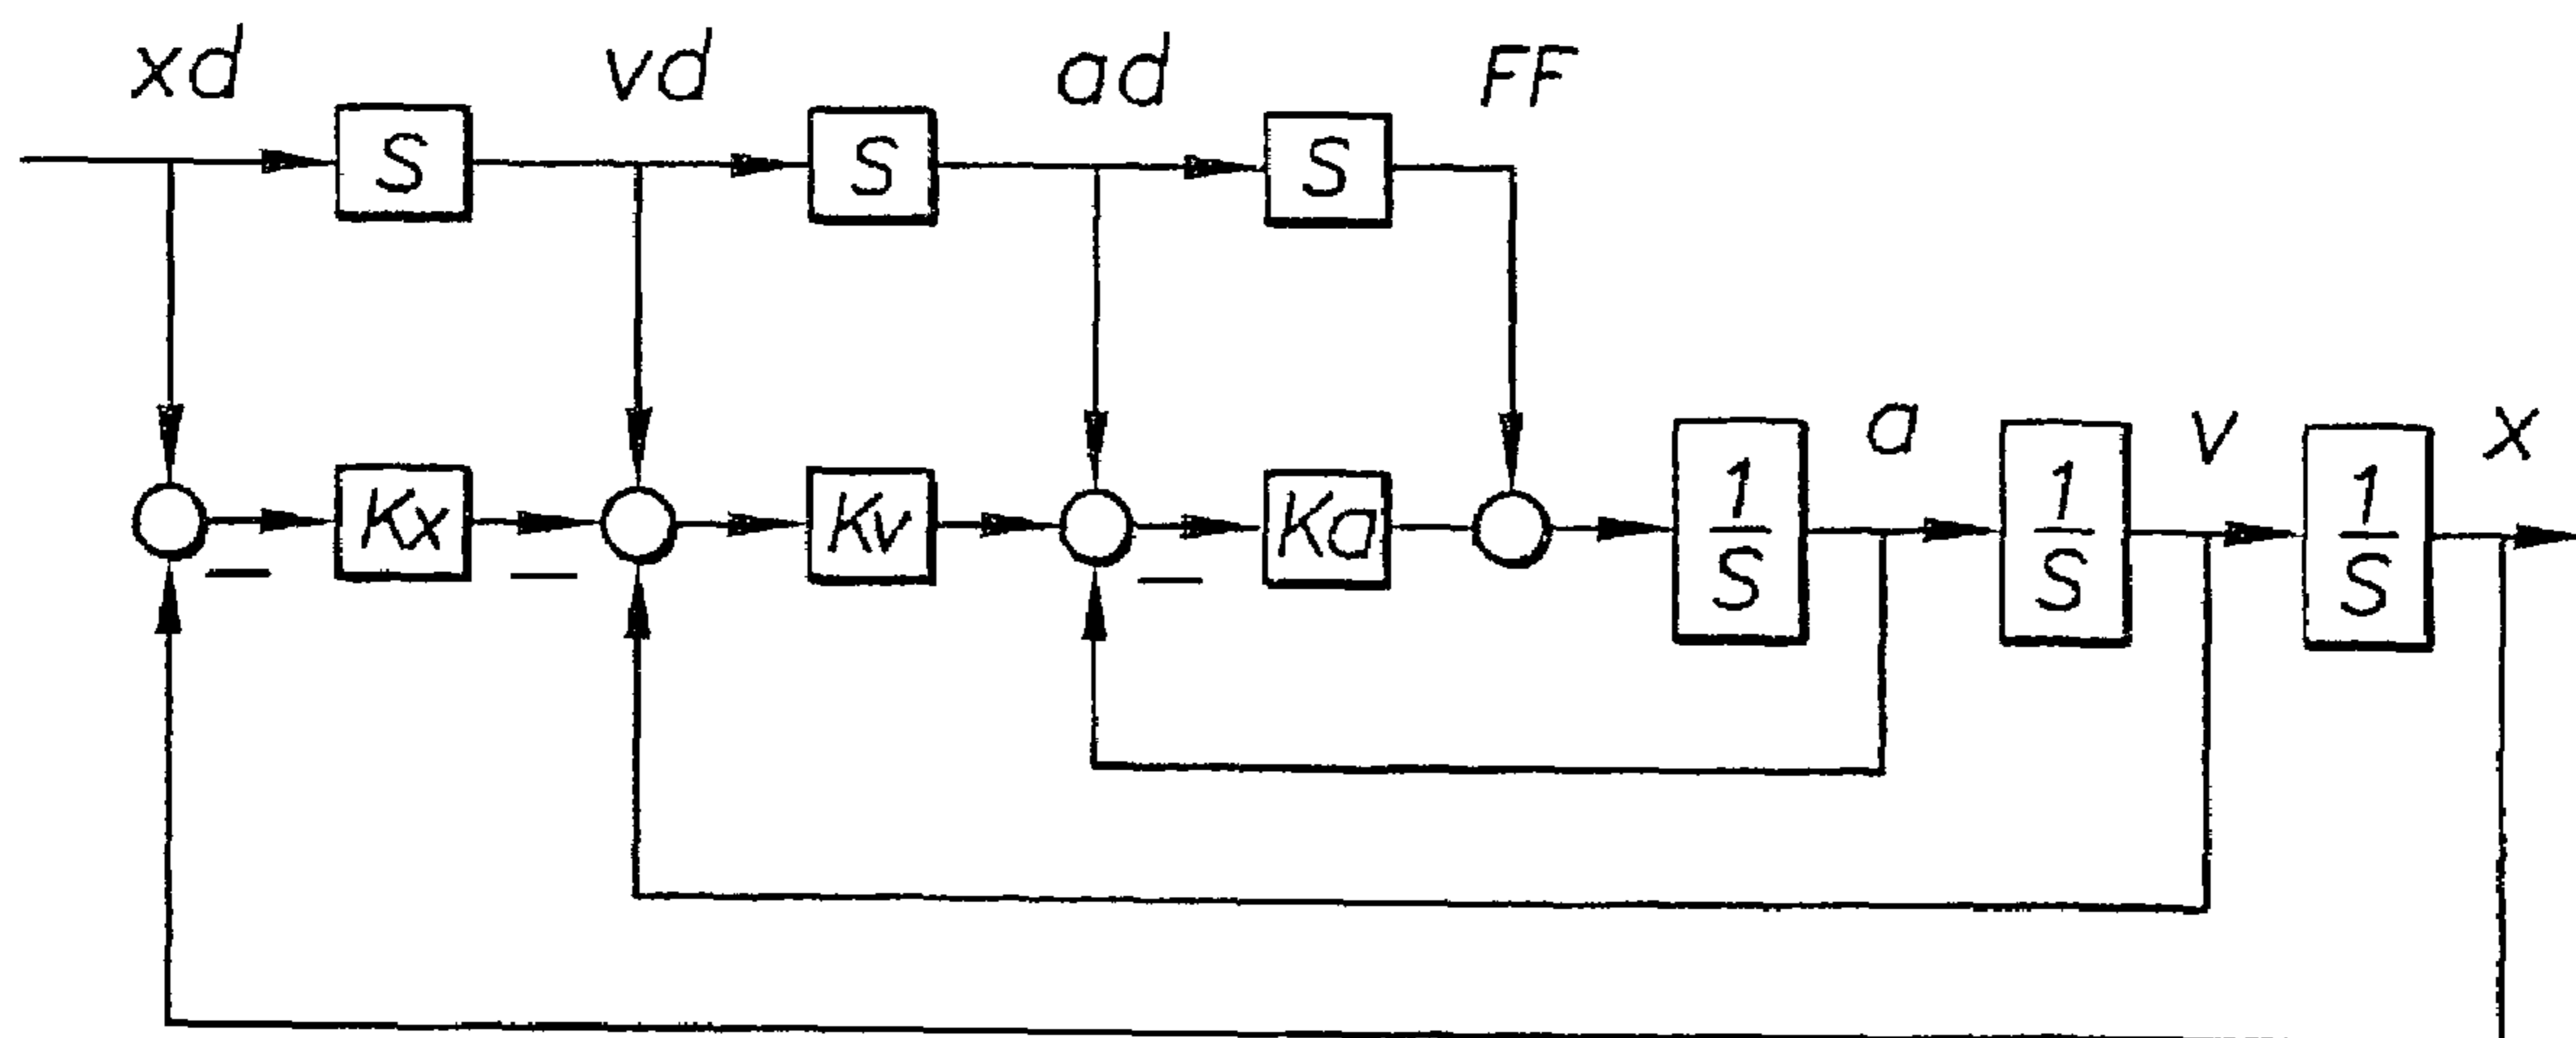 xd vd ad FF
S S S
a v x
Kx Kv Ka 1/S 1/S 1/S
− − −